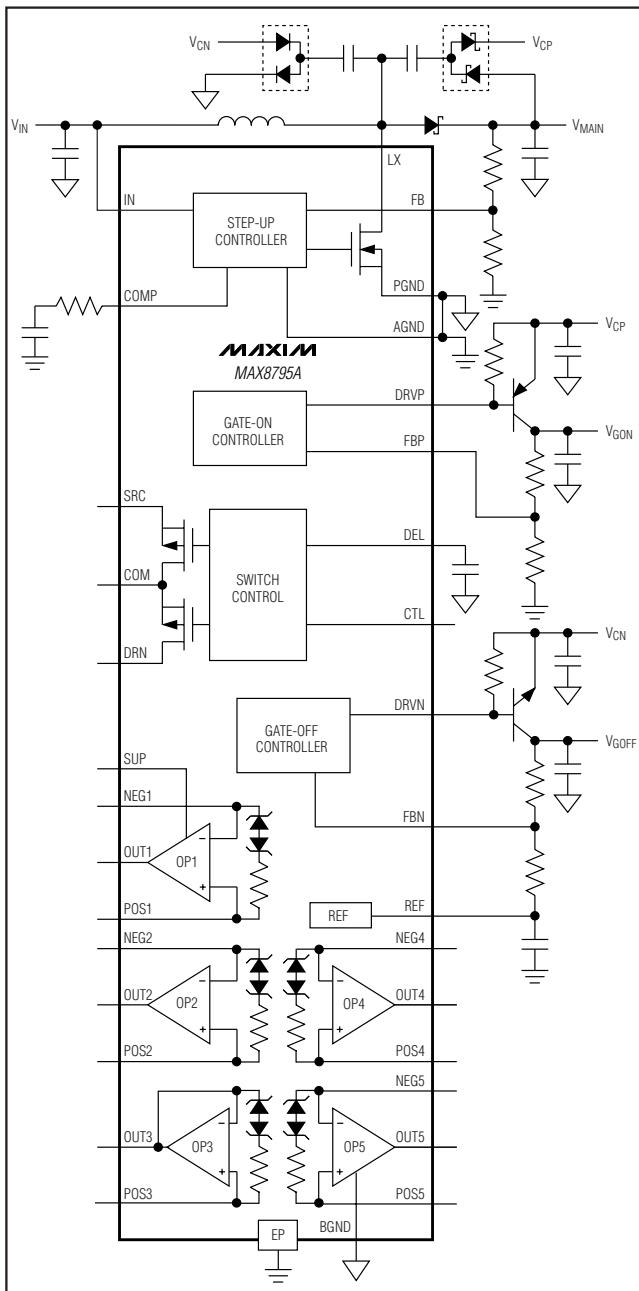 VCN
VCP
VIN
VMAIN
LX
IN
FB
STEP-UP
CONTROLLER
COMP
PGND
AGND
MAXIM
MAX8795A
VCP
DRVP
GATE-ON
CONTROLLER
FBP
VGON
SRC
DEL
COM
SWITCH
CONTROL
CTL
DRN
VCN
DRVN
GATE-OFF
CONTROLLER
VGOFF
SUP
NEG1
FBN
OUT1
OP1
-
+
POS1
REF
REF
NEG2
NEG4
OUT2
OP2
-
+
OP4
-
+
OUT4
POS2
POS4
NEG5
OUT3
OP3
-
+
OP5
-
+
OUT5
POS3
POS5
EP
BGND